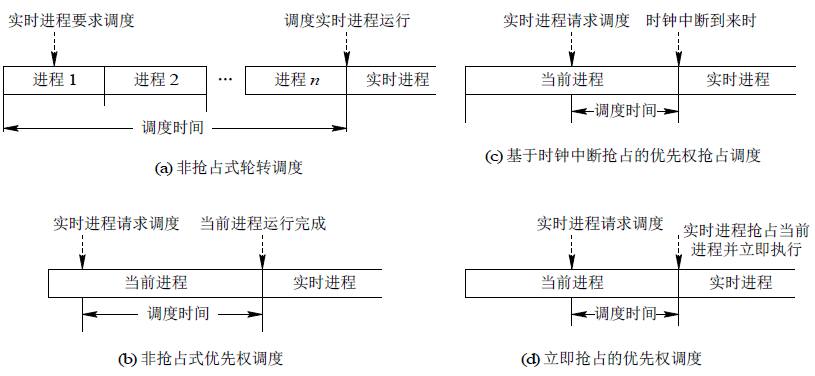 实时进程要求调度
调度实时进程运行
进程 1
进程 2
…
进程 n
实时进程
调度时间
(a) 非抢占式轮转调度
实时进程请求调度
时钟中断到来时
当前进程
实时进程
调度时间
(c) 基于时钟中断抢占的优先权抢占调度
实时进程请求调度
当前进程运行完成
当前进程
实时进程
调度时间
(b) 非抢占式优先权调度
实时进程请求调度
实时进程抢占当前
进程并立即执行
当前进程
实时进程
调度时间
(d) 立即抢占的优先权调度